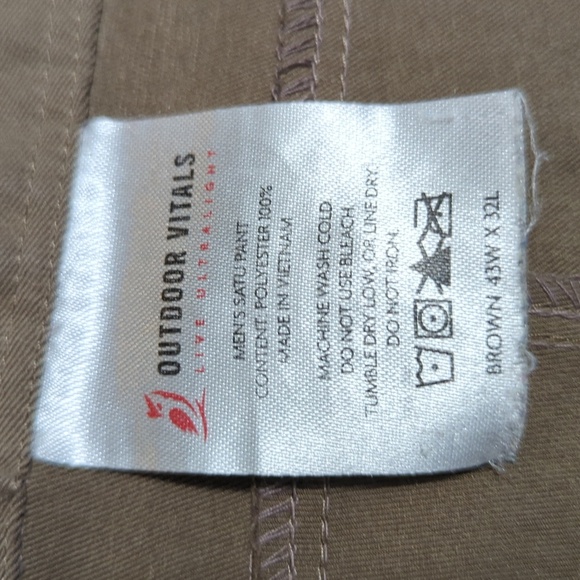 OUTDOOR VITALS
LIVE ULTRALIGHT
MEN'S SATU PANT
CONTENT: POLYESTER 100%
MADE IN VIETNAM
MACHINE WASH COLD
DO NOT USE BLEACH.
TUMBLE DRY LOW, OR LINE DRY.
DO NOT IRON.
BROWN 43W X 32L